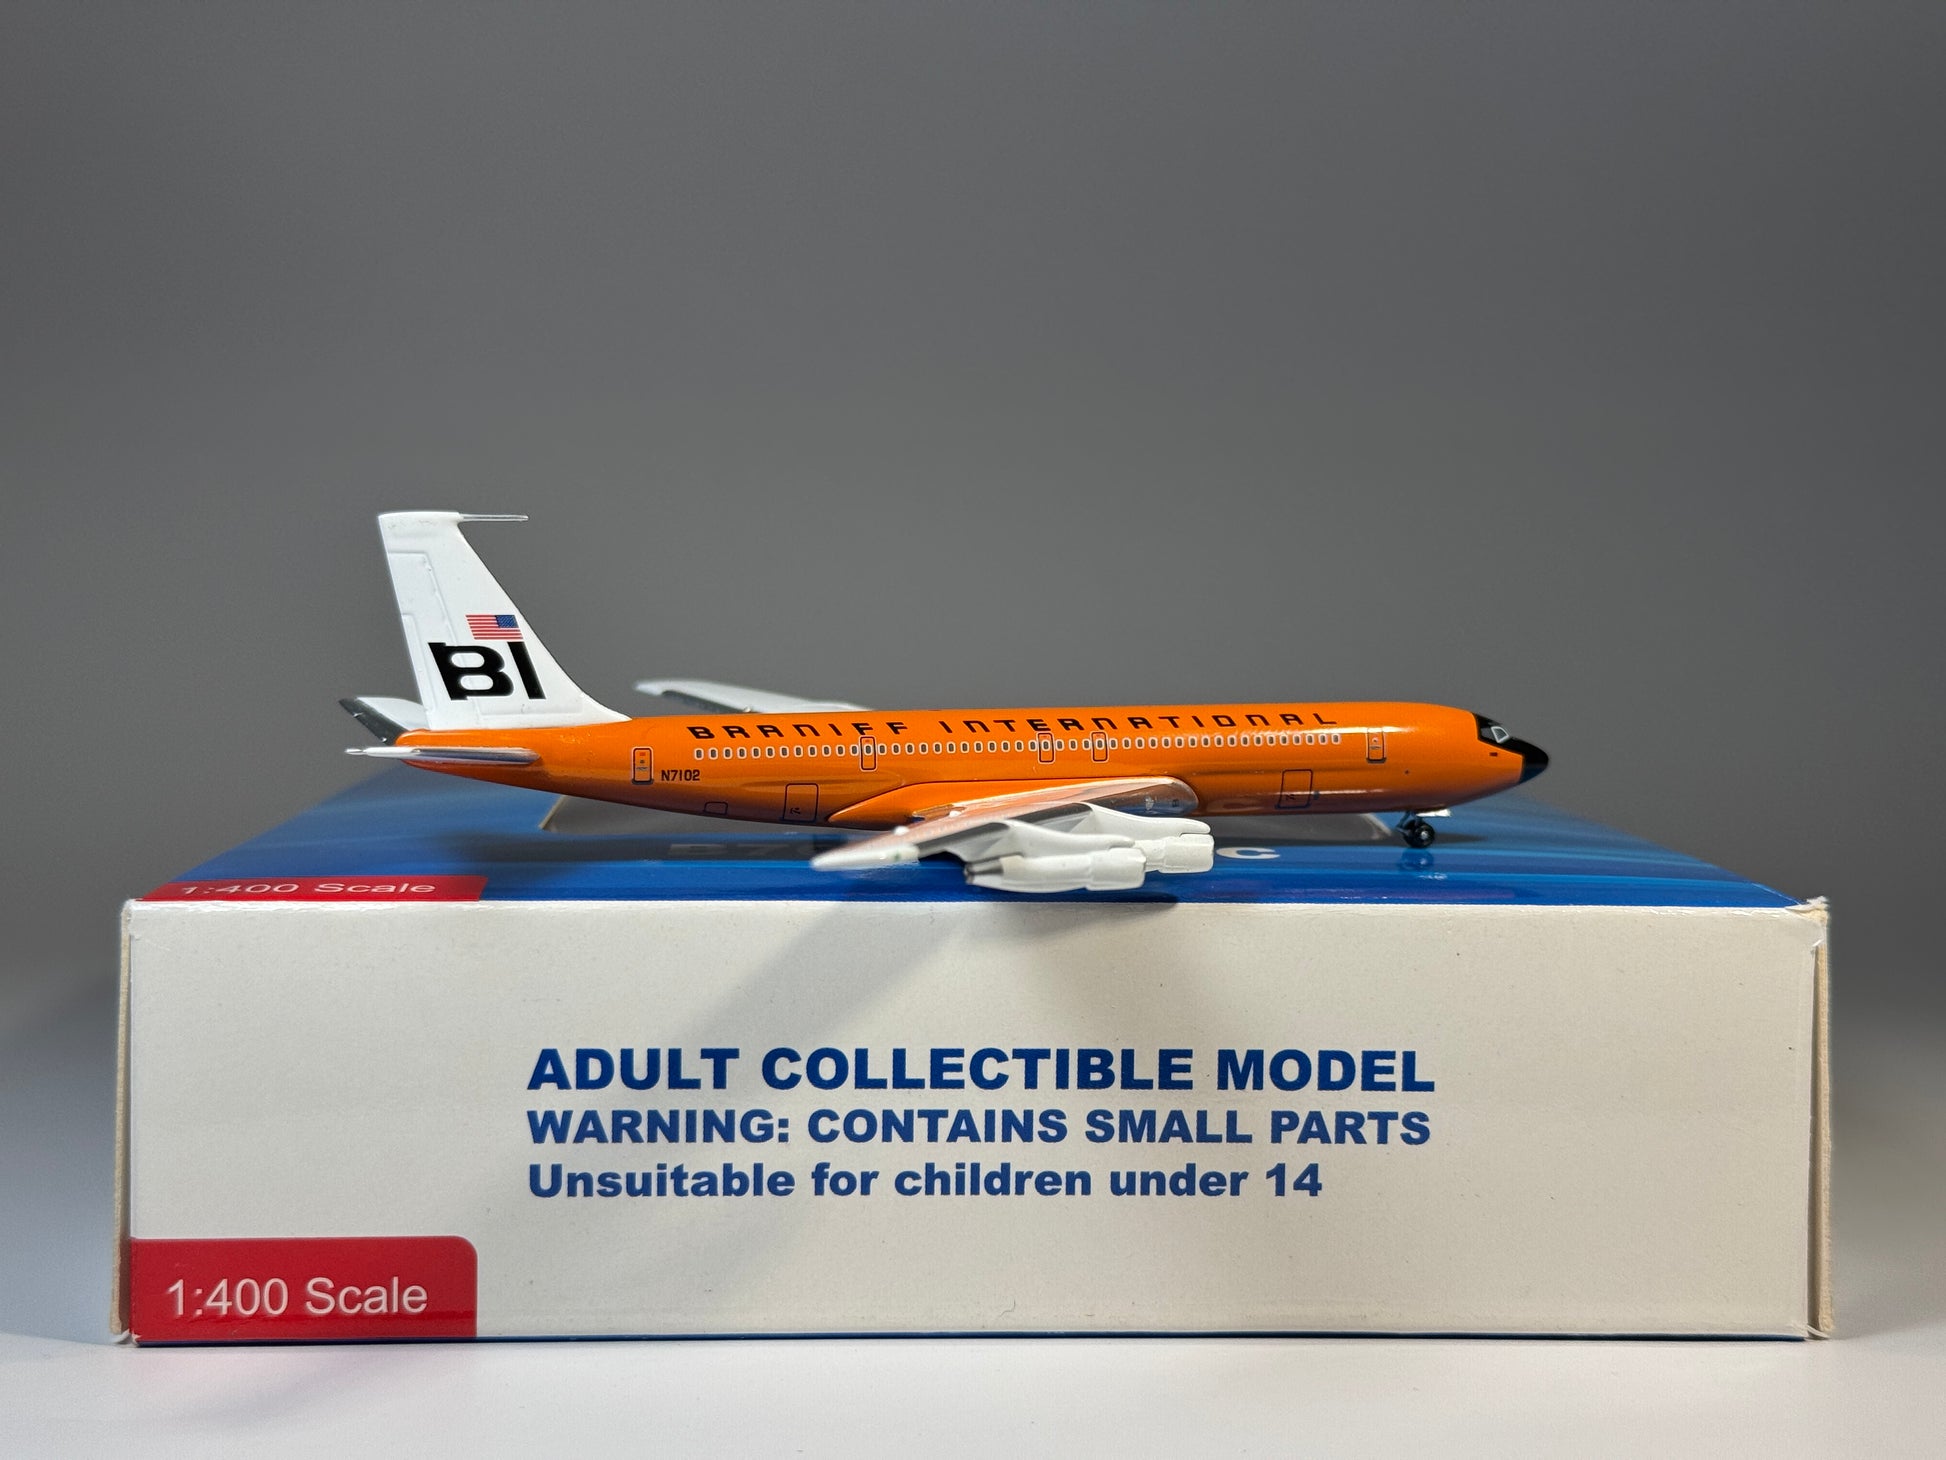 BI
BRANIFF INTERNATIONAL
N7102
1:400 Scale
ADULT COLLECTIBLE MODEL
WARNING: CONTAINS SMALL PARTS
Unsuitable for children under 14
1:400 Scale